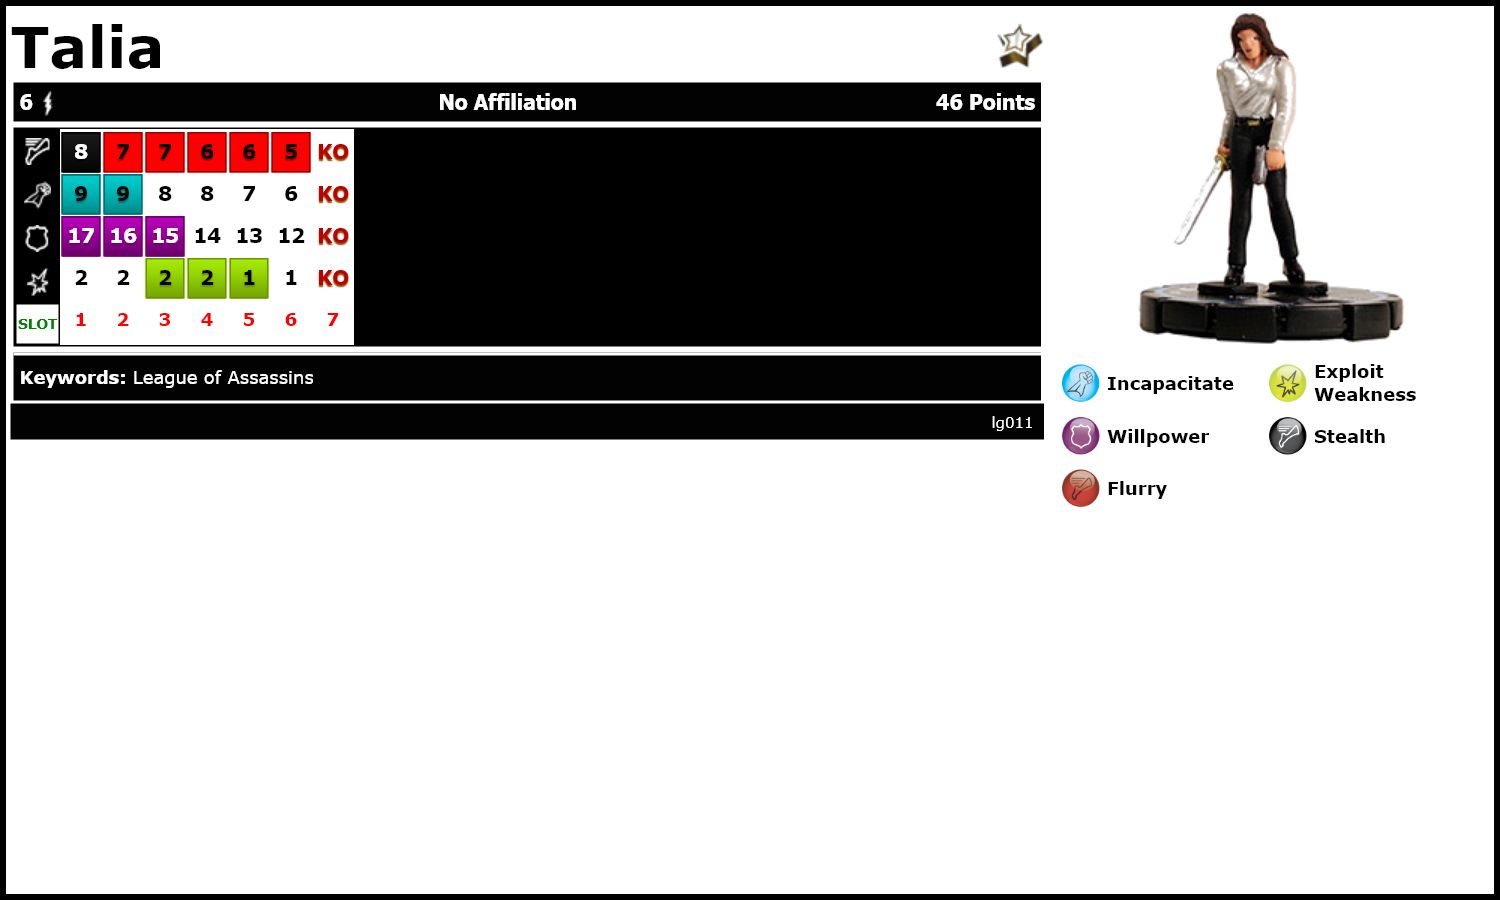 Talia
6 No Affiliation 46 Points
8 7 7 6 6 5 KO
9 9 8 8 7 6 KO
17 16 15 14 13 12 KO
2 2 2 2 1 1 KO
SLOT 1 2 3 4 5 6 7
Keywords: League of Assassins
lg011
Incapacitate
Exploit
Weakness
Willpower
Stealth
Flurry